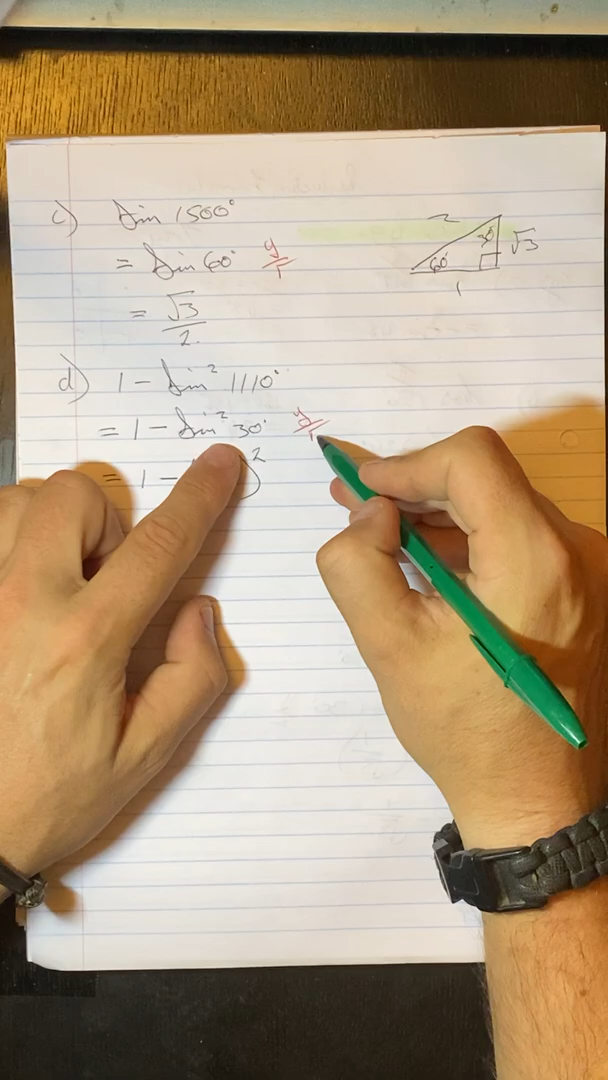 c) sin 1500°
= sin 60° y/r
= √3/2
2 30° √3 60° 1
d) 1 - sin² 1110°
= 1 - sin² 30° y/r
= 1 - )²